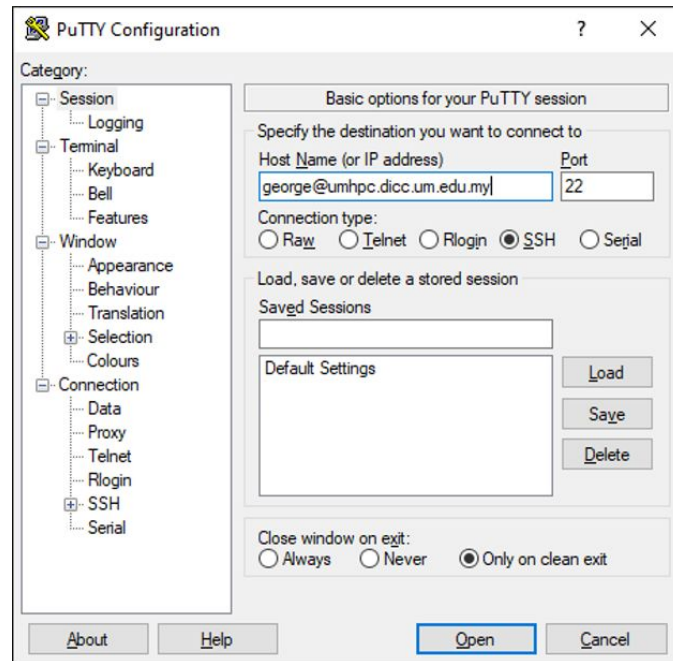 PuTTY Configuration
?
Category:
Session
Logging
Terminal
Keyboard
Bell
Features
Window
Appearance
Behaviour
Translation
Selection
Colours
Connection
Data
Proxy
Telnet
Rlogin
SSH
Serial
Basic options for your PuTTY session
Specify the destination you want to connect to
Host Name (or IP address) Port
george@umhpc.dicc.um.edu.my 22
Connection type:
Raw Telnet Rlogin SSH Serial
Load, save or delete a stored session
Saved Sessions
Default Settings
Load
Save
Delete
Close window on exit:
Always Never Only on clean exit
About Help Open Cancel